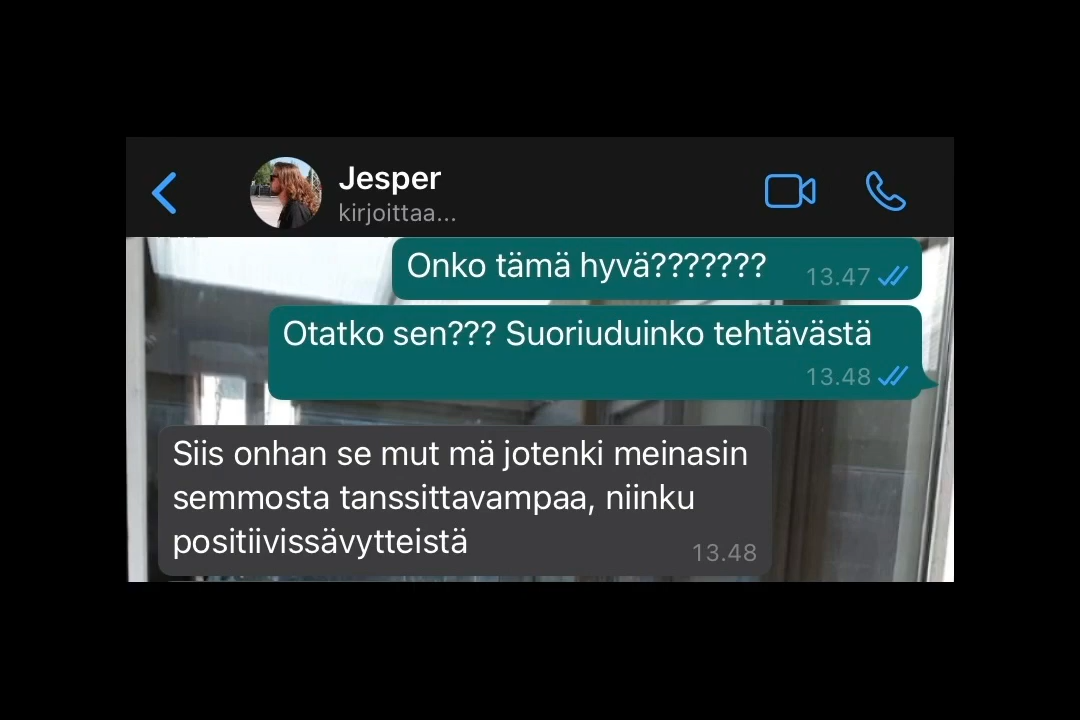 Jesper
kirjoittaa...
Onko tämä hyvä???????
13.47
Otatko sen??? Suoriuduinko tehtävästä
13.48
Siis onhan se mut mä jotenki meinasin
semmosta tanssittavampaa, niinku
positiivissävytteistä
13.48